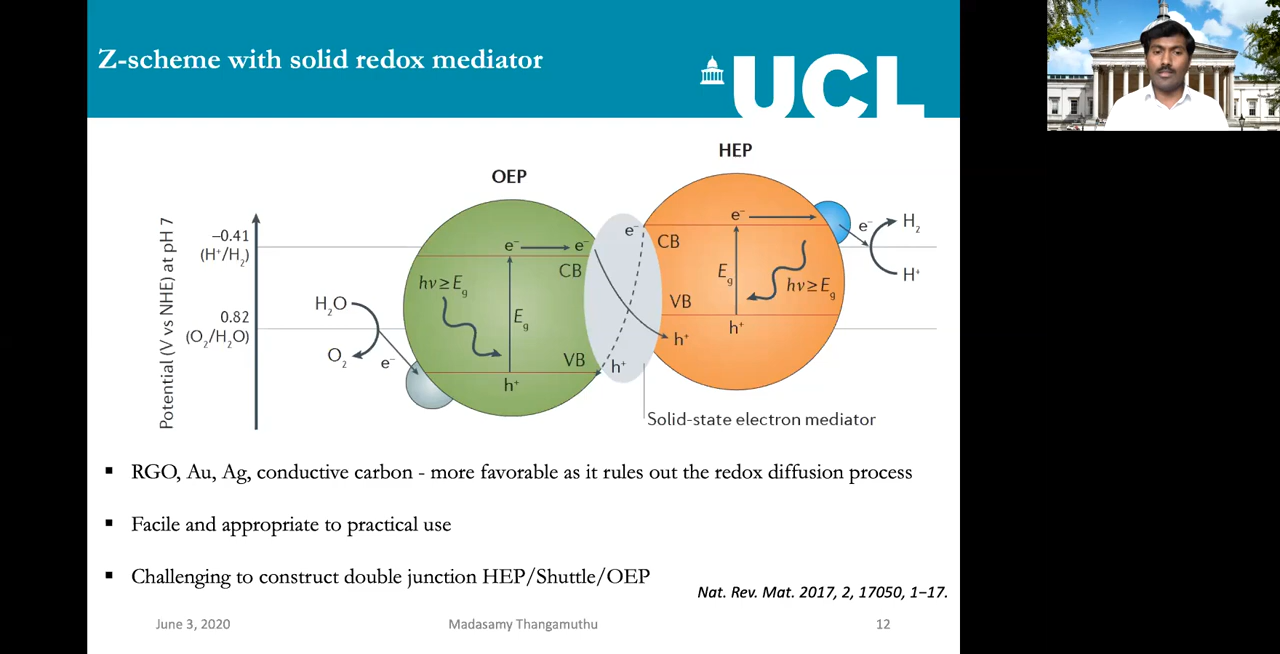 Z-scheme with solid redox mediator
UCL
HEP
OEP
Potential (V vs NHE) at pH 7
−0.41
(H⁺/H₂)
0.82
(O₂/H₂O)
H₂O
O₂
e⁻
hν ≥ Eg
e⁻
e⁻
CB
Eg
VB
h⁺
e⁻
h⁺
CB
VB
h⁺
e⁻
Eg
hν ≥ Eg
h⁺
e⁻
H₂
H⁺
Solid-state electron mediator
▪ RGO, Au, Ag, conductive carbon - more favorable as it rules out the redox diffusion process
▪ Facile and appropriate to practical use
▪ Challenging to construct double junction HEP/Shuttle/OEP
Nat. Rev. Mat. 2017, 2, 17050, 1−17.
June 3, 2020
Madasamy Thangamuthu
12